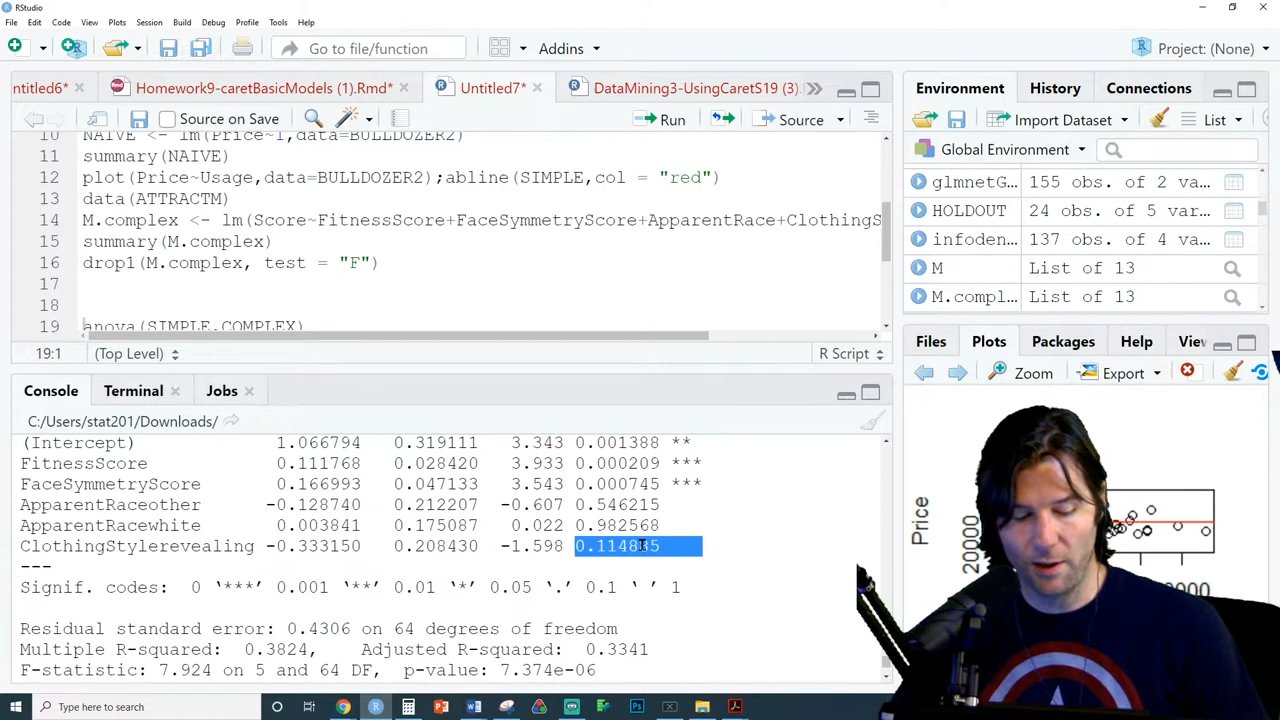 RStudio
File Edit Code View Plots Session Build Debug Profile Tools Help
Go to file/function Addins Project: (None)
ntitled6* Homework9-caretBasicModels (1).Rmd* Untitled7* DataMining3-UsingCaretS19 (3).
Source on Save Run Source
10 NAIVE <- lm(Price~1,data=BULLDOZER2)
11 summary(NAIVE)
12 plot(Price~Usage,data=BULLDOZER2);abline(SIMPLE,col = "red")
13 data(ATTRACTM)
14 M.complex <- lm(Score~FitnessScore+FaceSymmetryScore+ApparentRace+ClothingS
15 summary(M.complex)
16 drop1(M.complex, test = "F")
17
18
19 anova(SIMPLE,COMPLEX)
19:1 (Top Level) R Script
Console Terminal Jobs
C:/Users/stat201/Downloads/
(Intercept) 1.066794 0.319111 3.343 0.001388 **
FitnessScore 0.111768 0.028420 3.933 0.000209 ***
FaceSymmetryScore 0.166993 0.047133 3.543 0.000745 ***
ApparentRaceother -0.128740 0.212207 -0.607 0.546215
ApparentRacewhite 0.003841 0.175087 0.022 0.982568
ClothingStylerevealing -0.333150 0.208430 -1.598
---
Signif. codes: 0 ‘***’ 0.001 ‘**’ 0.01 ‘*’ 0.05 ‘.’ 0.1 ‘ ’ 1
Residual standard error: 0.4306 on 64 degrees of freedom
Multiple R-squared: 0.3824, Adjusted R-squared: 0.3341
F-statistic: 7.924 on 5 and 64 DF, p-value: 7.374e-06
Environment History Connections
Import Dataset List
Global Environment
glmnetG… 155 obs. of 2 va…
HOLDOUT 24 obs. of 5 var…
infoden… 137 obs. of 4 va…
M List of 13
M.compl… List of 13
Files Plots Packages Help Vie
Zoom Export
Price
20000
Type here to search